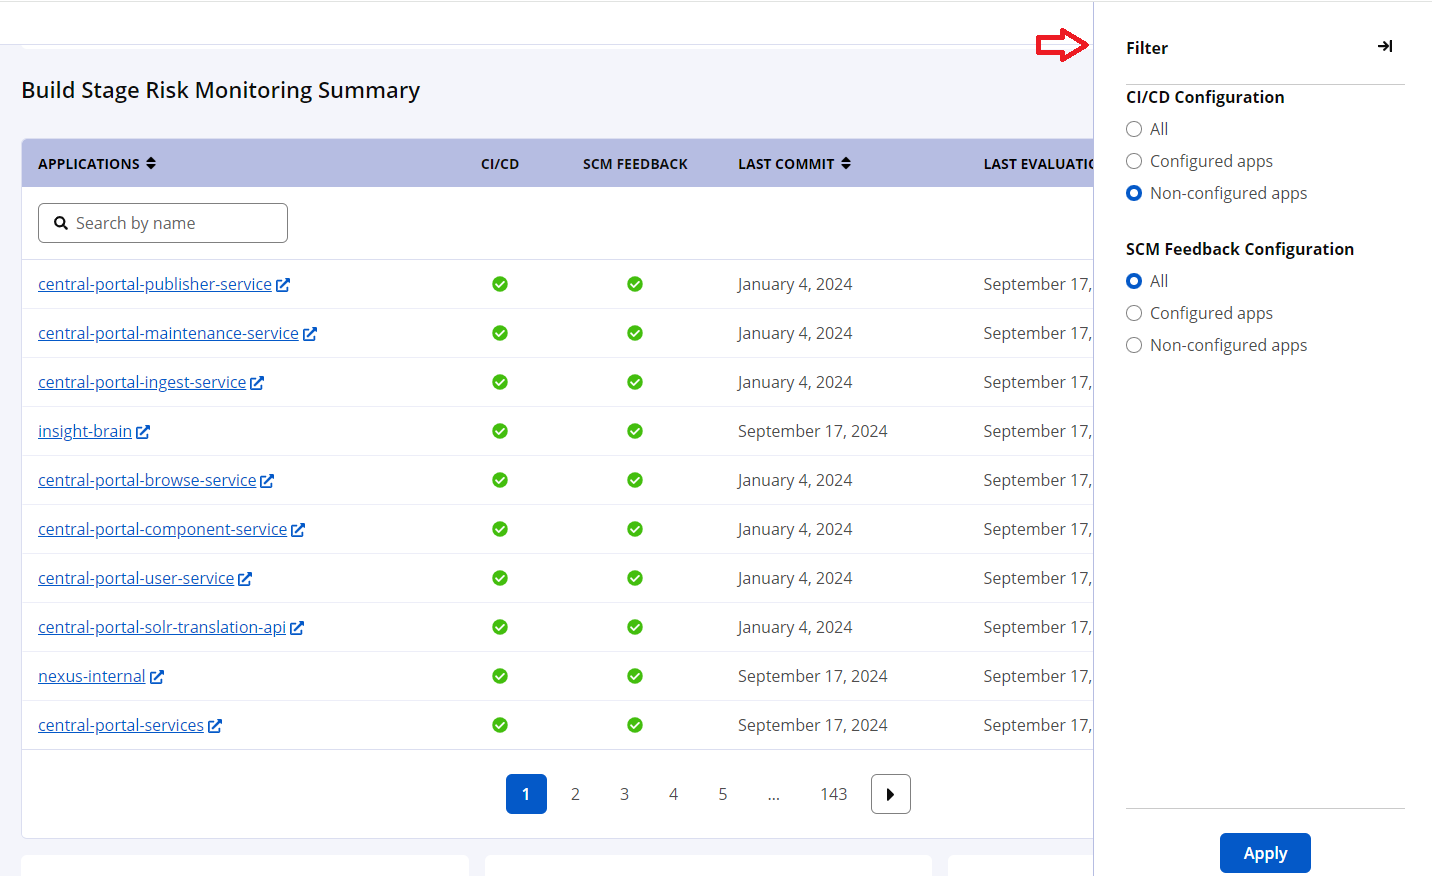 Build Stage Risk Monitoring Summary
APPLICATIONS CI/CD SCM FEEDBACK LAST COMMIT LAST EVALUATIO
Search by name
central-portal-publisher-service January 4, 2024 September 17,
central-portal-maintenance-service January 4, 2024 September 17,
central-portal-ingest-service January 4, 2024 September 17,
insight-brain September 17, 2024 September 17,
central-portal-browse-service January 4, 2024 September 17,
central-portal-component-service January 4, 2024 September 17,
central-portal-user-service January 4, 2024 September 17,
central-portal-solr-translation-api January 4, 2024 September 17,
nexus-internal September 17, 2024 September 17,
central-portal-services September 17, 2024 September 17,
1 2 3 4 5 ... 143
Filter
CI/CD Configuration
All
Configured apps
Non-configured apps
SCM Feedback Configuration
All
Configured apps
Non-configured apps
Apply